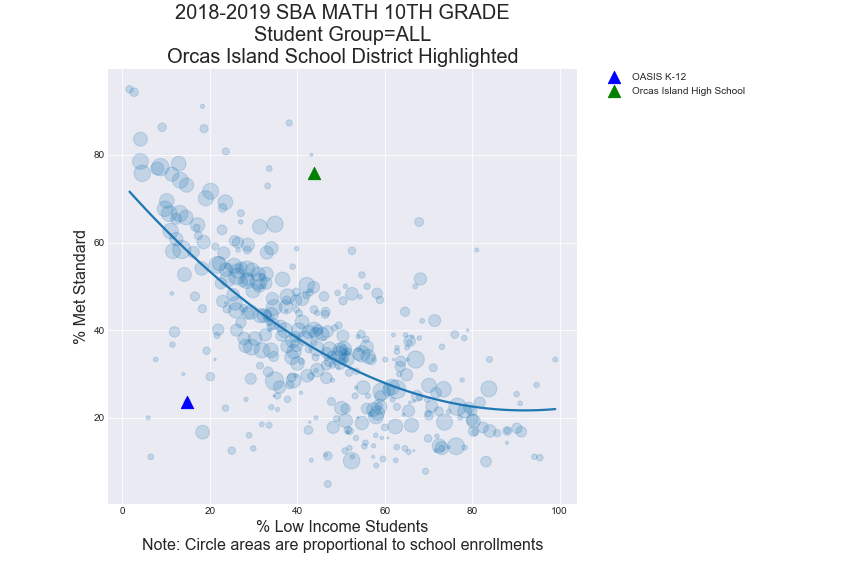 2018-2019 SBA MATH 10TH GRADE
Student Group=ALL
Orcas Island School District Highlighted
OASIS K-12
Orcas Island High School
% Met Standard
80
60
40
20
0 20 40 60 80 100
% Low Income Students
Note: Circle areas are proportional to school enrollments